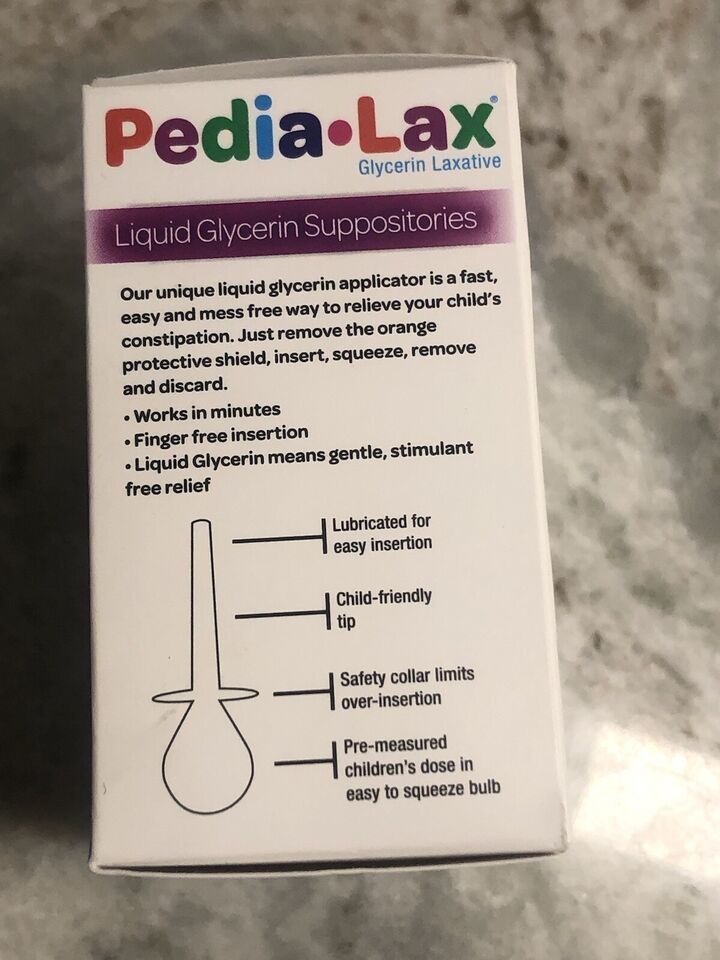 Pedia•Lax®
Glycerin Laxative
Liquid Glycerin Suppositories
Our unique liquid glycerin applicator is a fast,
easy and mess free way to relieve your child's
constipation. Just remove the orange
protective shield, insert, squeeze, remove
and discard.
• Works in minutes
• Finger free insertion
• Liquid Glycerin means gentle, stimulant
free relief
Lubricated for
easy insertion
Child-friendly
tip
Safety collar limits
over-insertion
Pre-measured
children's dose in
easy to squeeze bulb